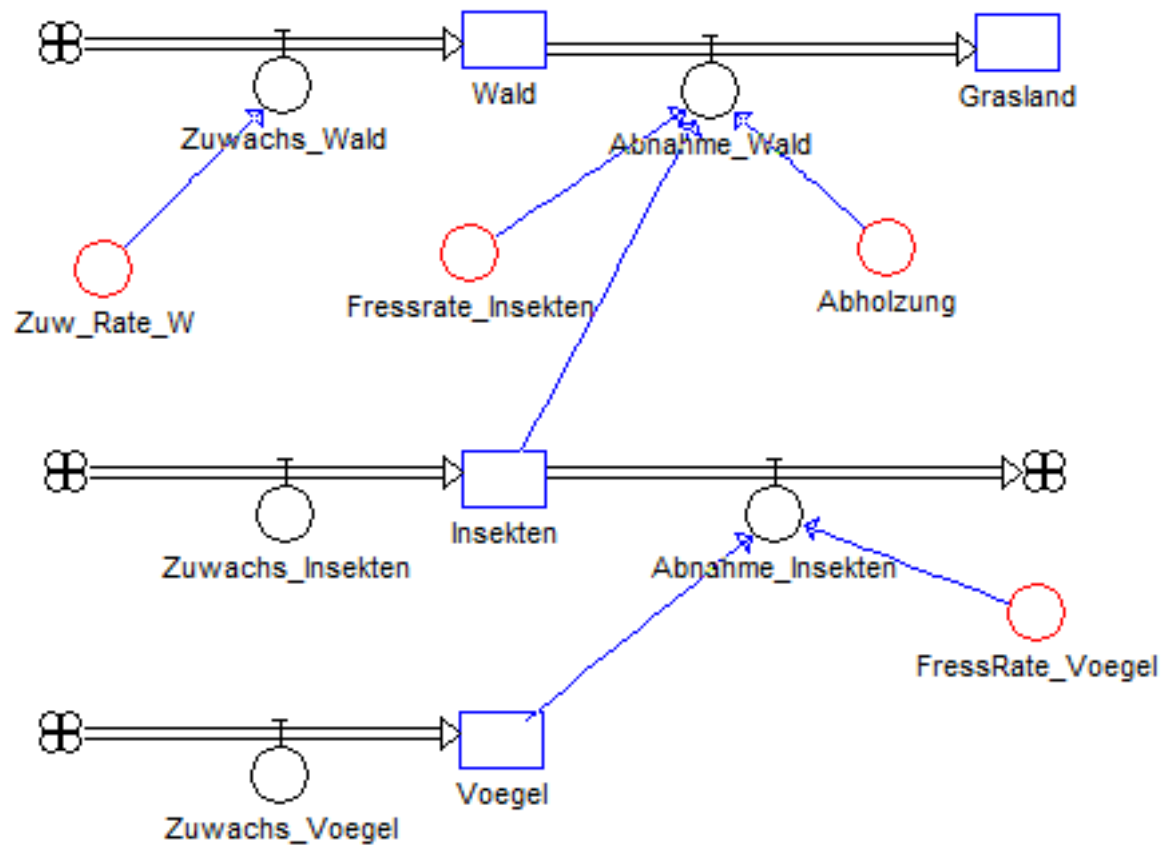 Wald
Grasland
Zuwachs_Wald
Abnahme_Wald
Zuw_Rate_W
Fressrate_Insekten
Abholzung
Insekten
Zuwachs_Insekten
Abnahme_Insekten
FressRate_Voegel
Voegel
Zuwachs_Voegel